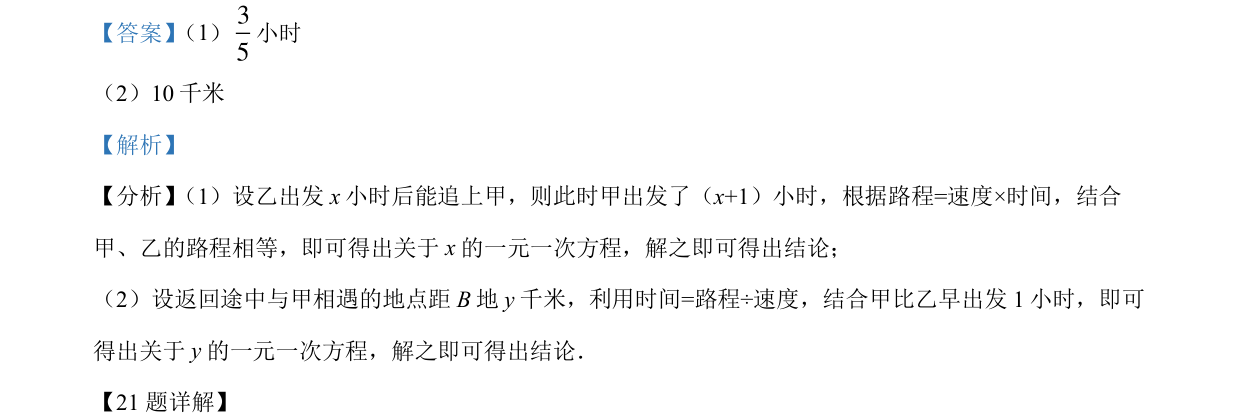 【答案】（1）3/5 小时
（2）10 千米
【解析】
【分析】（1）设乙出发 x 小时后能追上甲，则此时甲出发了（x+1）小时，根据路程=速度×时间，结合
甲、乙的路程相等，即可得出关于 x 的一元一次方程，解之即可得出结论；
（2）设返回途中与甲相遇的地点距 B 地 y 千米，利用时间=路程÷速度，结合甲比乙早出发 1 小时，即可
得出关于 y 的一元一次方程，解之即可得出结论．
【21 题详解】